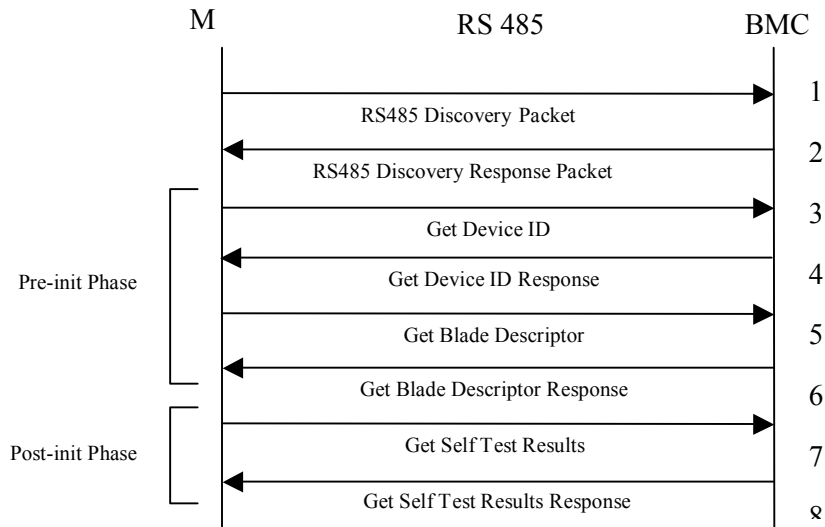 M RS 485 BMC
1
RS485 Discovery Packet
2
RS485 Discovery Response Packet
3
Get Device ID
4
Get Device ID Response
Pre-init Phase
5
Get Blade Descriptor
6
Get Blade Descriptor Response
Get Self Test Results
7
Post-init Phase
Get Self Test Results Response
8